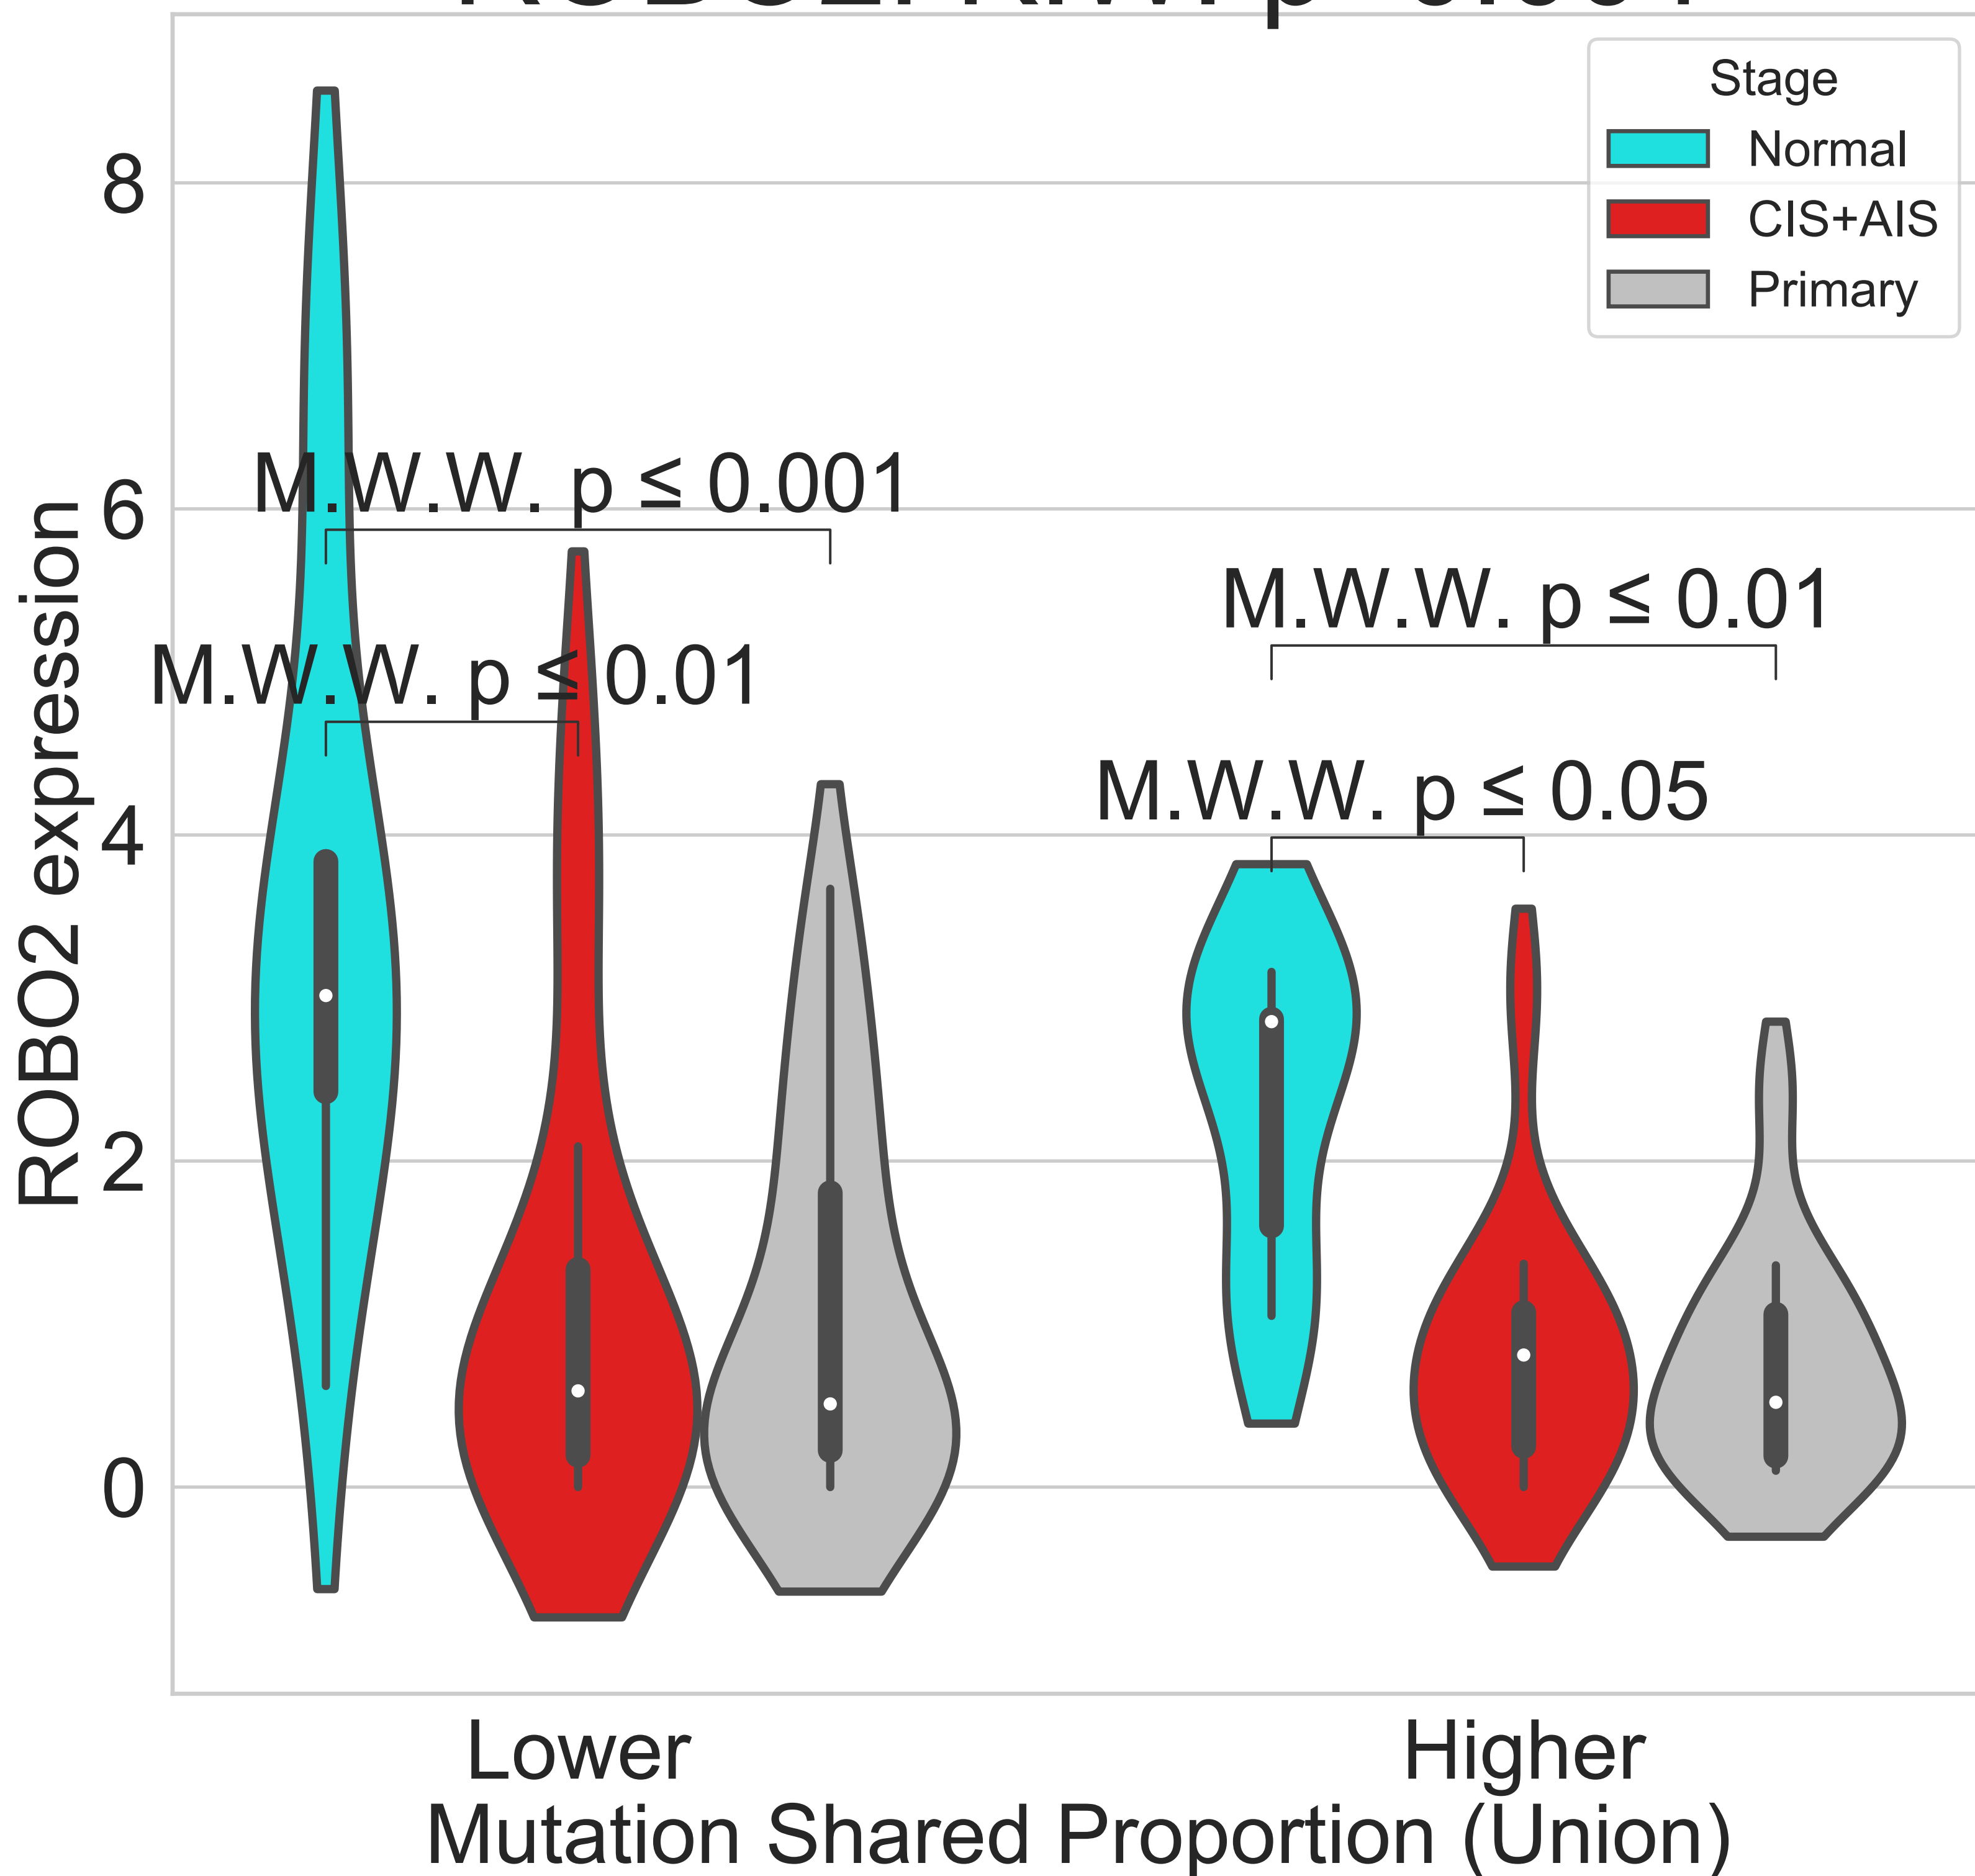 Stage
Normal
CIS+AIS
Primary
8
6
4
2
0
ROBO2 expression
M.W.W. p ≤ 0.001
M.W.W. p ≤ 0.01
M.W.W. p ≤ 0.01
M.W.W. p ≤ 0.05
Lower
Higher
Mutation Shared Proportion (Union)